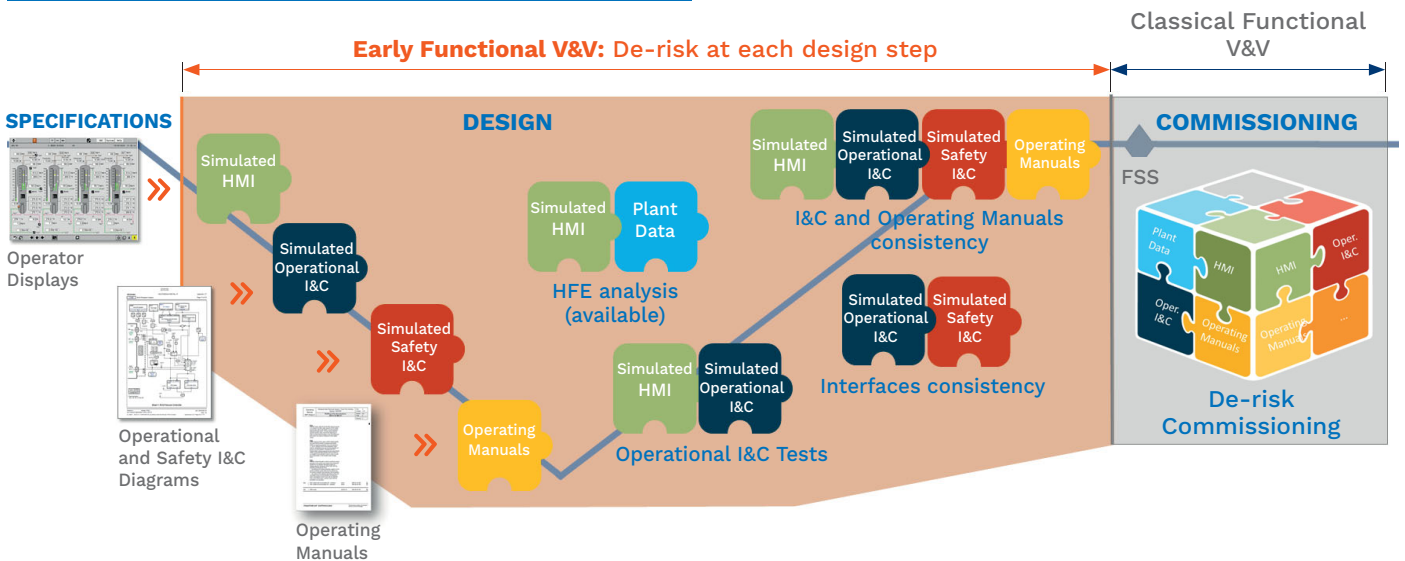 Classical Functional
V&V
Early Functional V&V: De-risk at each design step
SPECIFICATIONS
DESIGN
COMMISSIONING
Operator
Displays
Simulated
HMI
Simulated
Operational
I&C
Simulated
Safety
I&C
Operating
Manuals
Operational
and Safety I&C
Diagrams
Operating
Manuals
Simulated
HMI
Plant
Data
HFE analysis
(available)
Simulated
HMI
Simulated
Operational
I&C
Operational I&C Tests
Simulated
HMI
Simulated
Operational
I&C
Simulated
Safety
I&C
Operating
Manuals
I&C and Operating Manuals
consistency
Simulated
Operational
I&C
Simulated
Safety
I&C
Interfaces consistency
FSS
Plant
Data
HMI
HMI
Oper.
I&C
Oper.
I&C
Operating
Manuals
Operating
Manuals
...
De-risk
Commissioning